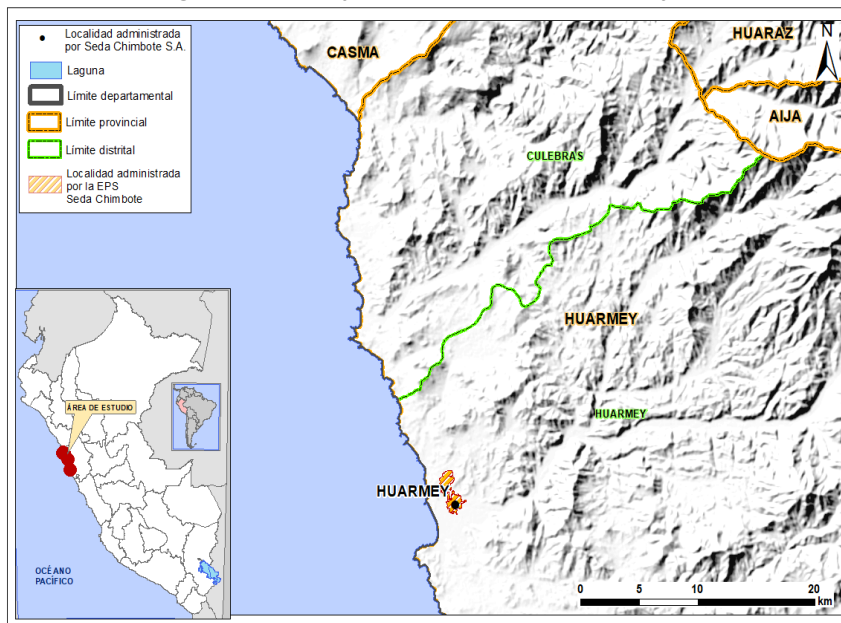 Localidad administrada
por Seda Chimbote S.A.
Laguna
Límite departamental
Límite provincial
Límite distrital
Localidad administrada
por la EPS
Seda Chimbote
CASMA
HUARAZ
N
AIJA
CULEBRAS
HUARMEY
HUARMEY
HUARMEY
ÁREA DE ESTUDIO
OCÉANO
PACÍFICO
0 5 10 20
km